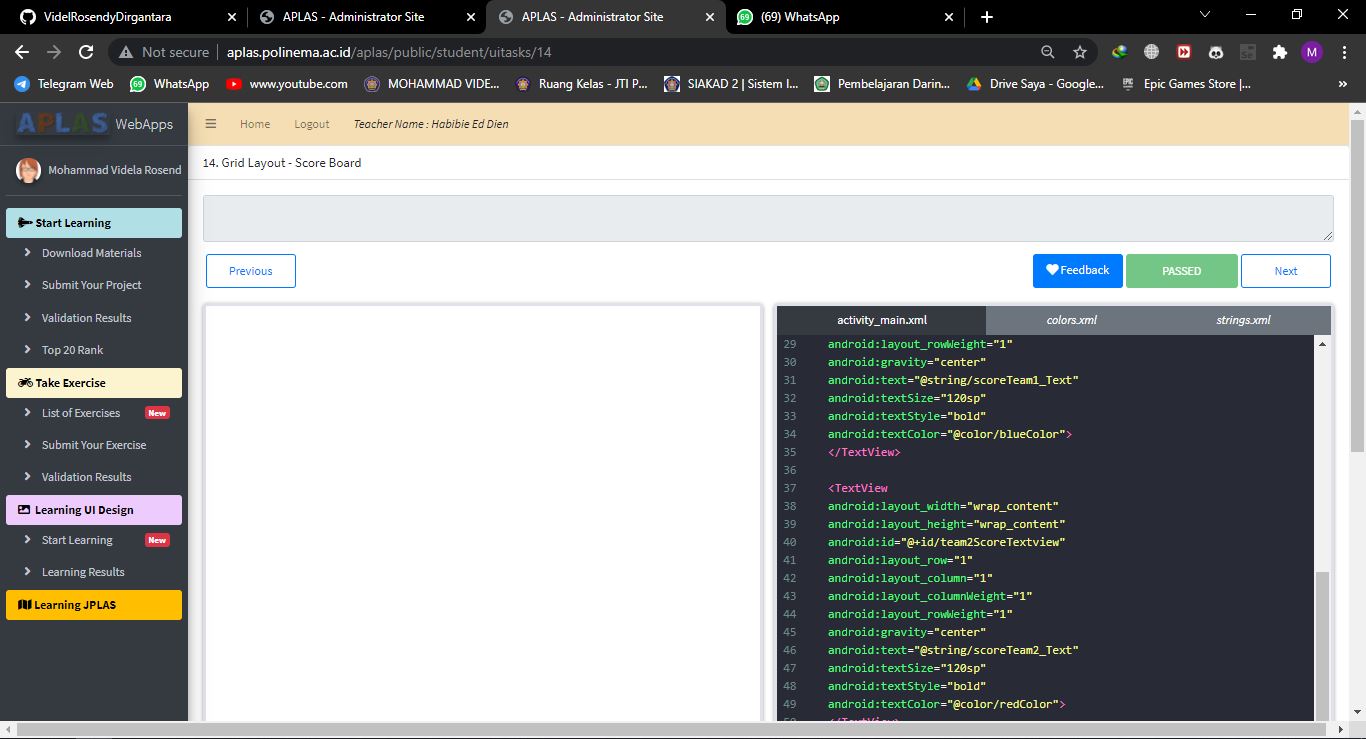 VidelRosendyDirgantara
APLAS - Administrator Site
APLAS - Administrator Site
(69) WhatsApp
Not secure
aplas.polinema.ac.id/aplas/public/student/uitasks/14
M
Telegram Web
69
WhatsApp
www.youtube.com
MOHAMMAD VIDE...
Ruang Kelas - JTI P...
SIAKAD 2 | Sistem I...
Pembelajaran Darin...
Drive Saya - Google...
Epic Games Store |...
»
APLAS WebApps
Home
Logout
Teacher Name : Habibie Ed Dien
14. Grid Layout - Score Board
Mohammad Videla Rosend
Start Learning
Download Materials
Submit Your Project
Validation Results
Top 20 Rank
Take Exercise
List of Exercises New
Submit Your Exercise
Validation Results
Learning UI Design
Start Learning New
Learning Results
Learning JPLAS
Previous
Feedback
PASSED
Next
activity_main.xml
colors.xml
strings.xml
29 android:layout_rowWeight="1"
30 android:gravity="center"
31 android:text="@string/scoreTeam1_Text"
32 android:textSize="120sp"
33 android:textStyle="bold"
34 android:textColor="@color/blueColor">
35 </TextView>
36
37 <TextView
38 android:layout_width="wrap_content"
39 android:layout_height="wrap_content"
40 android:id="@+id/team2ScoreTextview"
41 android:layout_row="1"
42 android:layout_column="1"
43 android:layout_columnWeight="1"
44 android:layout_rowWeight="1"
45 android:gravity="center"
46 android:text="@string/scoreTeam2_Text"
47 android:textSize="120sp"
48 android:textStyle="bold"
49 android:textColor="@color/redColor">
50 </TextView>